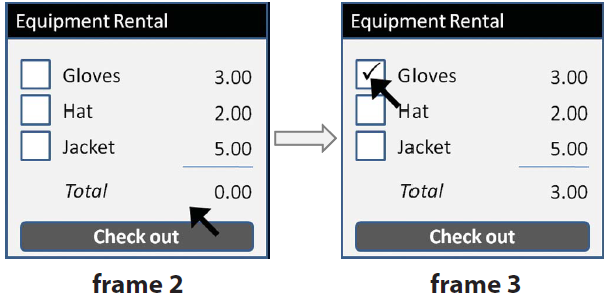 Equipment Rental
Gloves 3.00
Hat 2.00
Jacket 5.00
Total 0.00
Check out
frame 2
Equipment Rental
✓ Gloves 3.00
Hat 2.00
Jacket 5.00
Total 3.00
Check out
frame 3